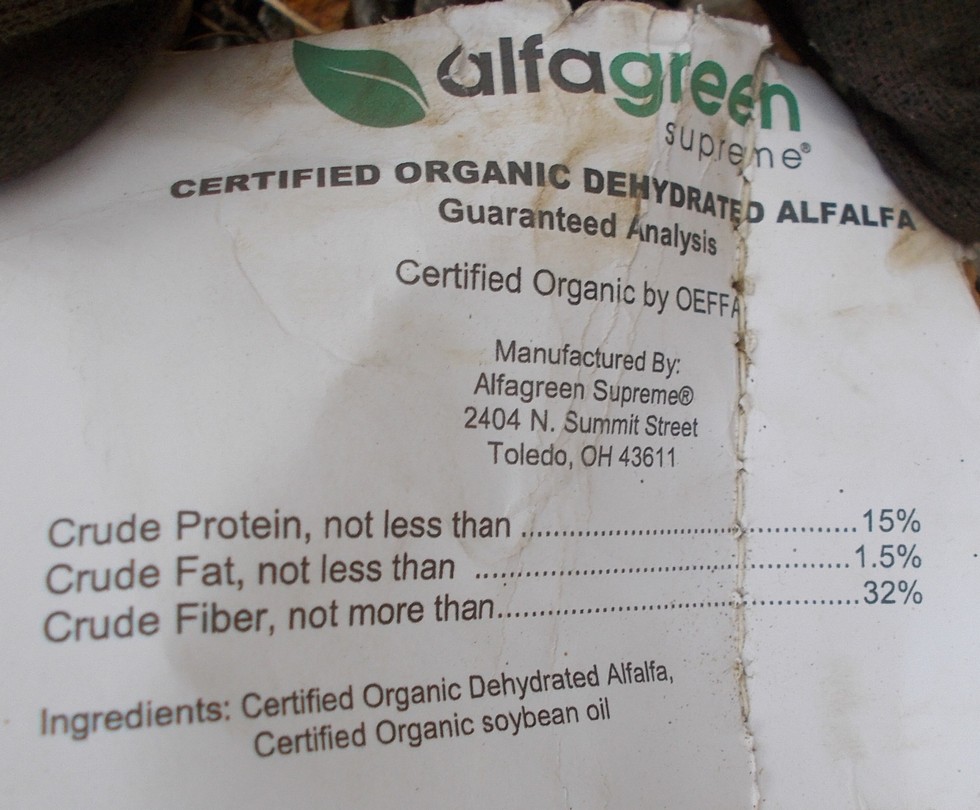 alfagreen
supreme®
CERTIFIED ORGANIC DEHYDRATED ALFALFA
Guaranteed Analysis
Certified Organic by OEFFA
Manufactured By:
Alfagreen Supreme®
2404 N. Summit Street
Toledo, OH 43611
Crude Protein, not less than ................................................15%
Crude Fat, not less than ......................................................1.5%
Crude Fiber, not more than....................................................32%
Ingredients: Certified Organic Dehydrated Alfalfa,
Certified Organic soybean oil